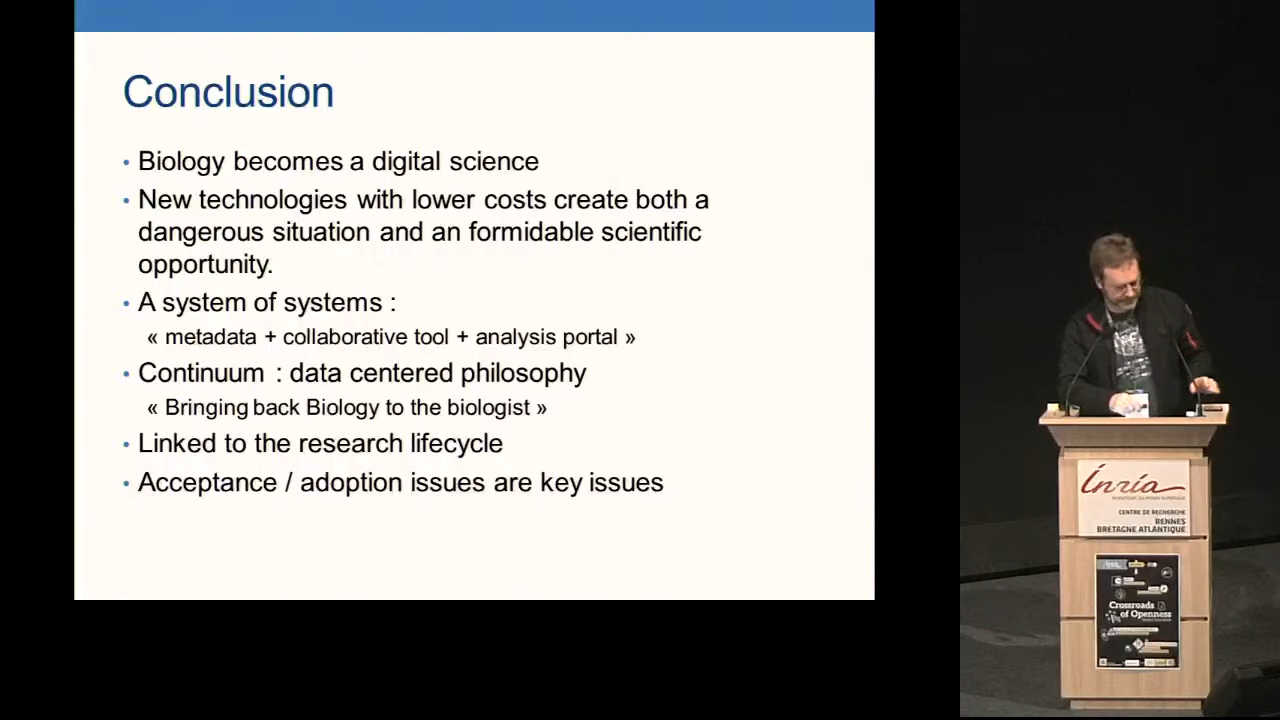 Conclusion
• Biology becomes a digital science
• New technologies with lower costs create both a
dangerous situation and an formidable scientific
opportunity.
• A system of systems :
« metadata + collaborative tool + analysis portal »
• Continuum : data centered philosophy
« Bringing back Biology to the biologist »
• Linked to the research lifecycle
• Acceptance / adoption issues are key issues
Inria
CENTRE DE RECHERCHE
RENNES
BRETAGNE ATLANTIQUE
Crossroads
of Openness